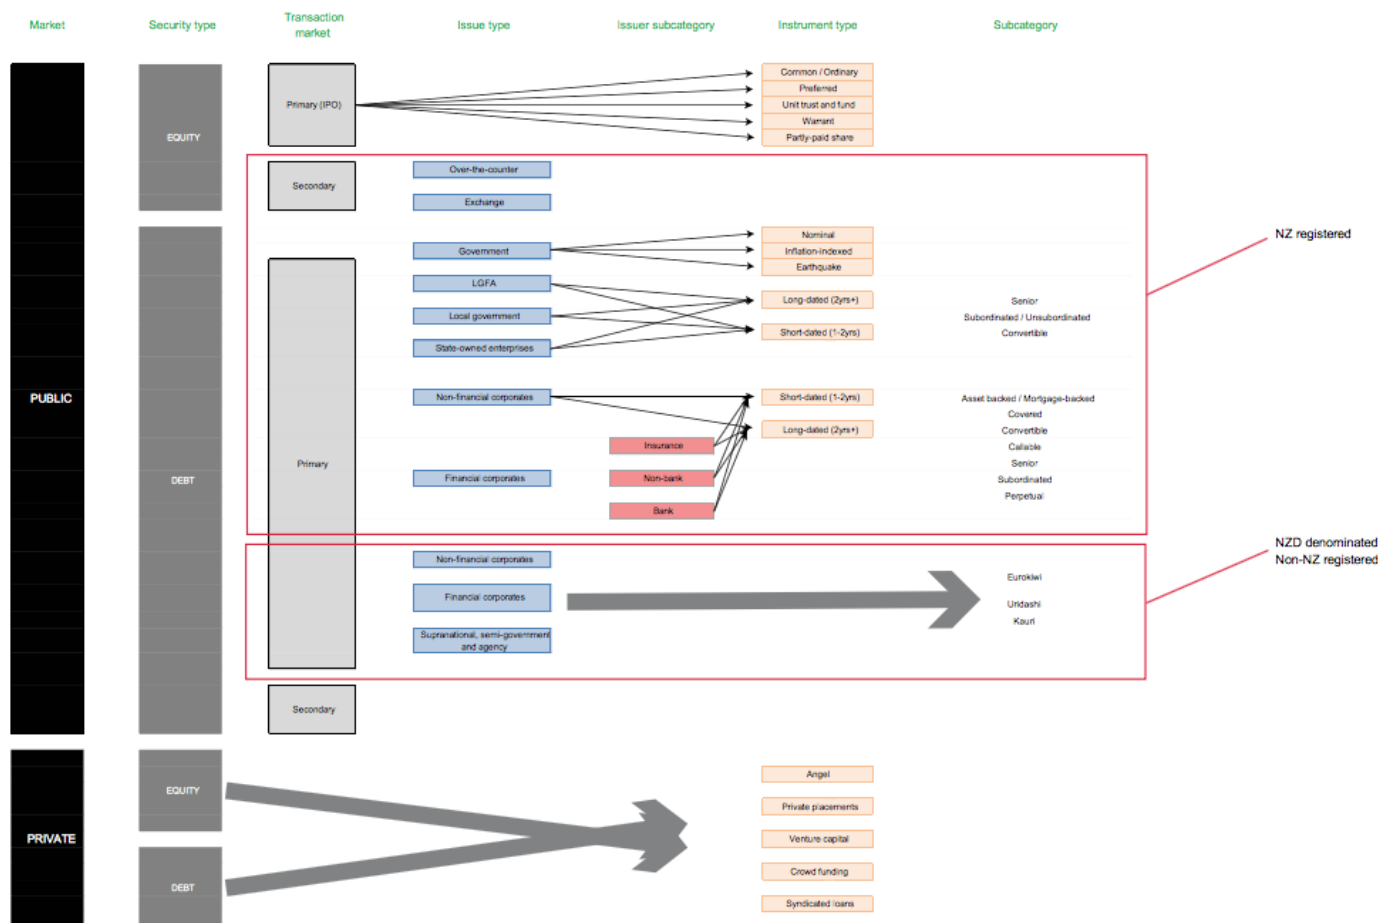 Market
Security type
Transaction
market
Issue type
Issuer subcategory
Instrument type
Subcategory
PUBLIC
EQUITY
Primary (IPO)
Common / Ordinary
Preferred
Unit trust and fund
Warrant
Partly-paid share
Secondary
Over-the-counter
Exchange
NZ registered
DEBT
Primary
Government
Nominal
Inflation-indexed
Earthquake
LGFA
Local government
State-owned enterprises
Long-dated (2yrs+)
Short-dated (1-2yrs)
Senior
Subordinated / Unsubordinated
Convertible
Non-financial corporates
Short-dated (1-2yrs)
Long-dated (2yrs+)
Insurance
Financial corporates
Non-bank
Bank
Asset backed / Mortgage-backed
Covered
Convertible
Callable
Senior
Subordinated
Perpetual
NZD denominated
Non-NZ registered
Non-financial corporates
Financial corporates
Supranational, semi-government
and agency
Eurokiwi
Uridashi
Kauri
Secondary
PRIVATE
EQUITY
DEBT
Angel
Private placements
Venture capital
Crowd funding
Syndicated loans